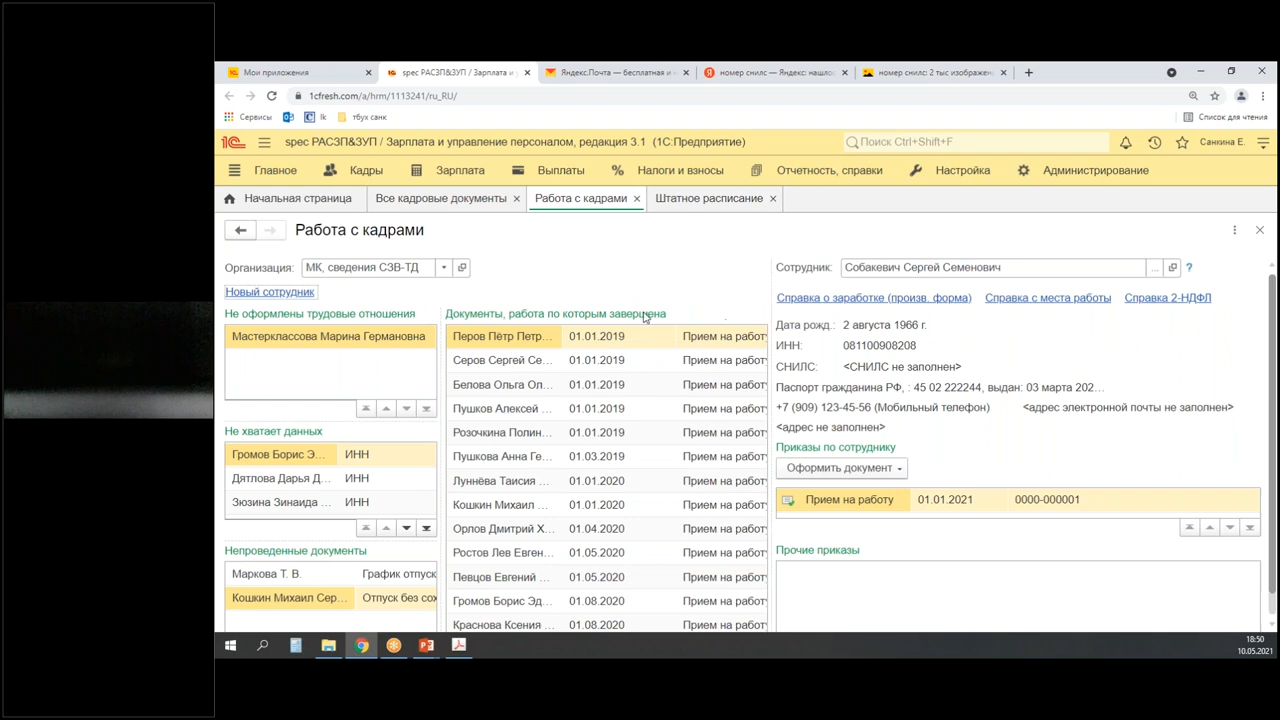 Мои приложения
spec РАСЗП&ЗУП / Зарплата и
Яндекс.Почта — бесплатная и
номер снилс — Яндекс: нашло
номер снилс: 2 тыс изображен
1cfresh.com/a/hrm/1113241/ru_RU/
Сервисы lk тбух санк Список для чтения
spec РАСЗП&ЗУП / Зарплата и управление персоналом, редакция 3.1 (1С:Предприятие) Поиск Ctrl+Shift+F Санкина Е.
Главное Кадры Зарплата Выплаты Налоги и взносы Отчетность, справки Настройка Администрирование
Начальная страница Все кадровые документы Работа с кадрами Штатное расписание
Работа с кадрами
Организация: МК, сведения СЗВ-ТД
Новый сотрудник
Не оформлены трудовые отношения
Мастерклассова Марина Германовна
Не хватает данных
Громов Борис Э... ИНН
Дятлова Дарья Д... ИНН
Зюзина Зинаида ... ИНН
Непроведенные документы
Маркова Т. В. График отпуск
Кошкин Михаил Сер... Отпуск без сох
Документы, работа по которым завершена
Перов Пётр Петр... 01.01.2019 Прием на работу
Серов Сергей Се... 01.01.2019 Прием на работу
Белова Ольга Ол... 01.01.2019 Прием на работу
Пушков Алексей ... 01.01.2019 Прием на работу
Розочкина Полин... 01.01.2019 Прием на работу
Пушкова Анна Ге... 01.03.2019 Прием на работу
Луннёва Таисия ... 01.01.2020 Прием на работу
Кошкин Михаил ... 01.01.2020 Прием на работу
Орлов Дмитрий Х... 01.04.2020 Прием на работу
Ростов Лев Евген... 01.05.2020 Прием на работу
Певцов Евгений ... 01.05.2020 Прием на работу
Громов Борис Эд... 01.08.2020 Прием на работу
Краснова Ксения ... 01.08.2020 Прием на работу
Сотрудник: Собакевич Сергей Семенович ... ?
Справка о заработке (произв. форма) Справка с места работы Справка 2-НДФЛ
Дата рожд.: 2 августа 1966 г.
ИНН: 081100908208
СНИЛС: <СНИЛС не заполнен>
Паспорт гражданина РФ, : 45 02 222244, выдан: 03 марта 202...
+7 (909) 123-45-56 (Мобильный телефон) <адрес электронной почты не заполнен>
<адрес не заполнен>
Приказы по сотруднику
Оформить документ
Прием на работу 01.01.2021 0000-000001
Прочие приказы
18:50
10.05.2021